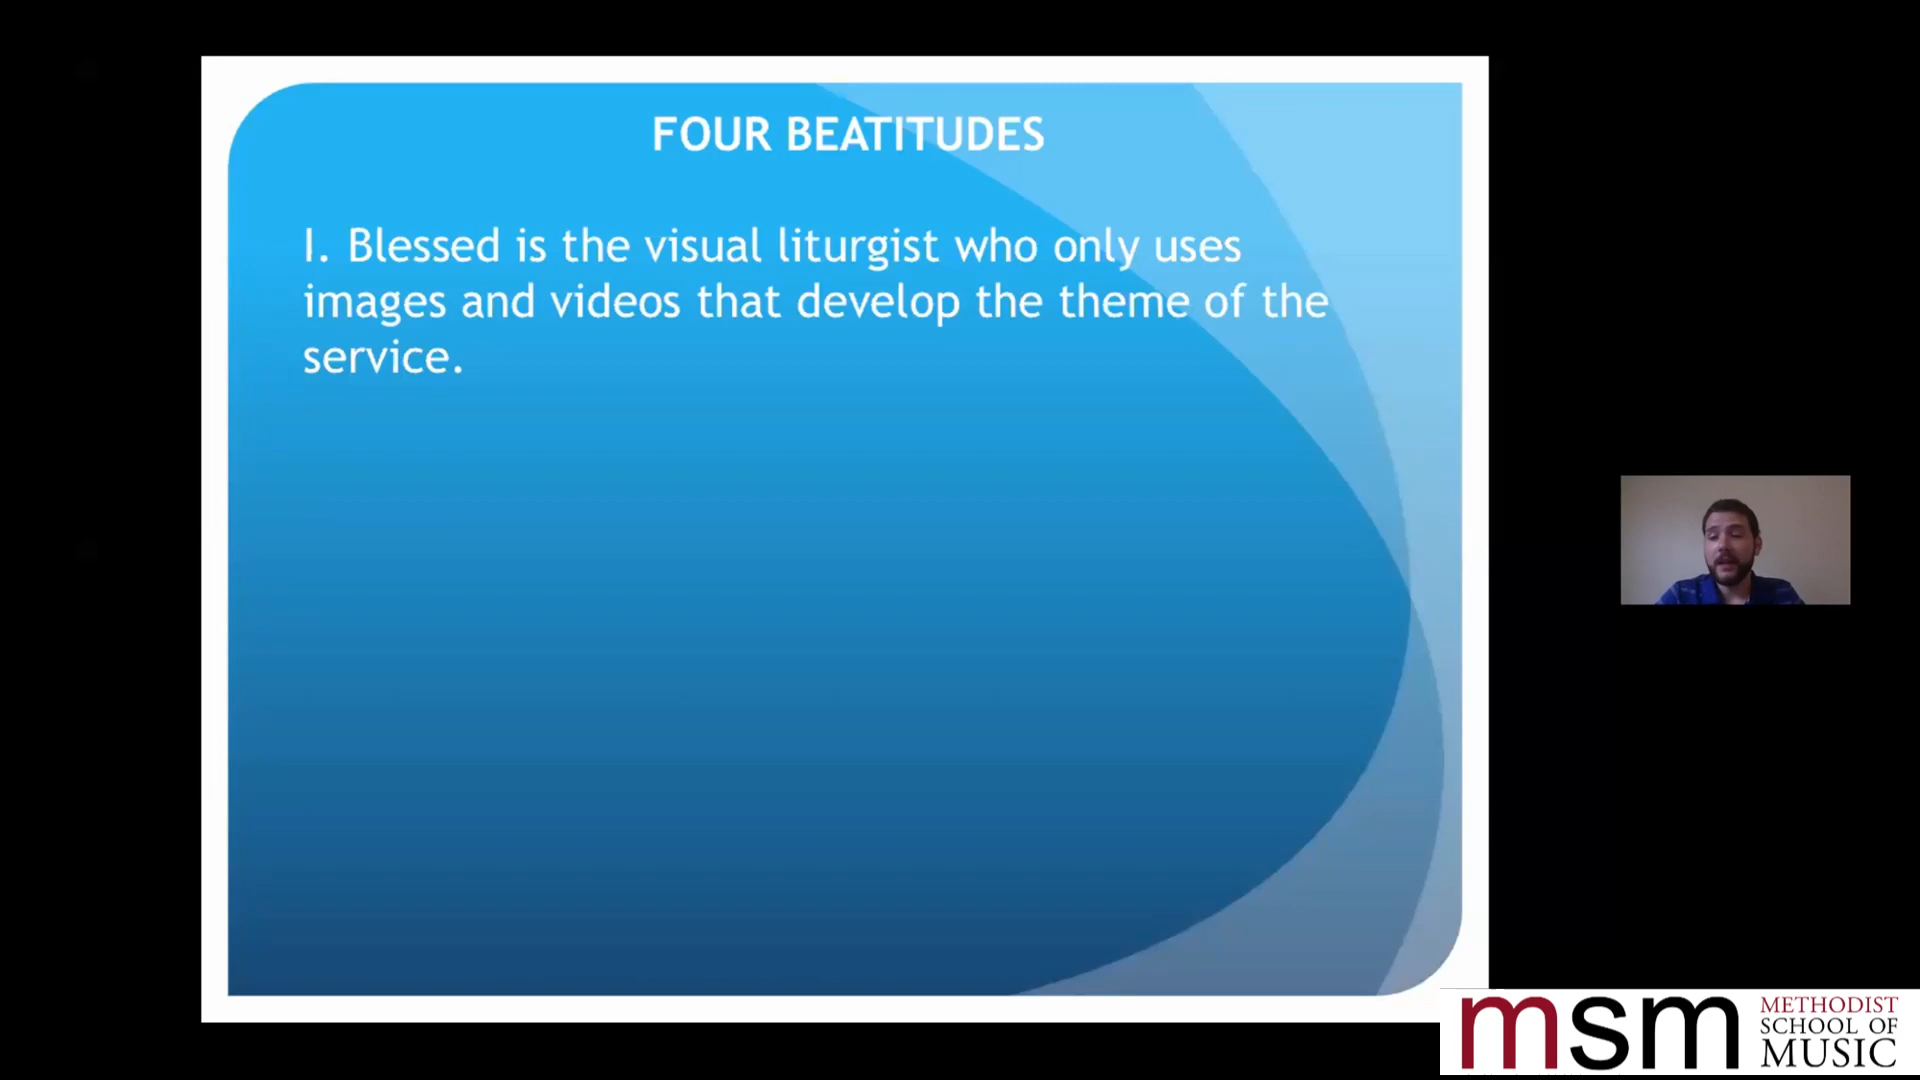 FOUR BEATITUDES
I. Blessed is the visual liturgist who only uses
images and videos that develop the theme of the
service.
msm
METHODIST
SCHOOL OF
MUSIC